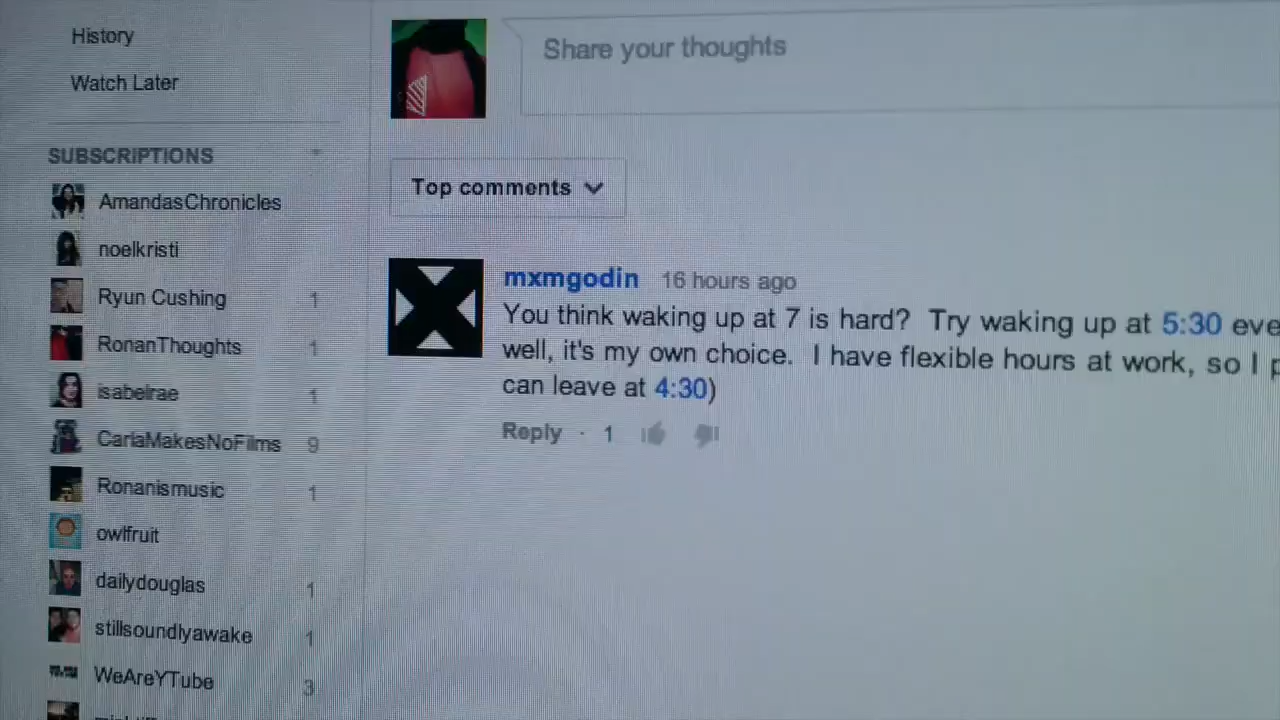 History
Watch Later
SUBSCRIPTIONS
AmandasChronicles
noelkristi
Ryun Cushing 1
RonanThoughts 1
isabelrae 1
CarlaMakesNoFilms 9
Ronanismusic 1
owlfruit
dailydouglas 1
stillsoundlyawake 1
WeAreYTube 3
Share your thoughts
Top comments
mxmgodin 16 hours ago
You think waking up at 7 is hard? Try waking up at 5:30
well, it's my own choice. I have flexible hours at work, so I
can leave at 4:30)
Reply · 1